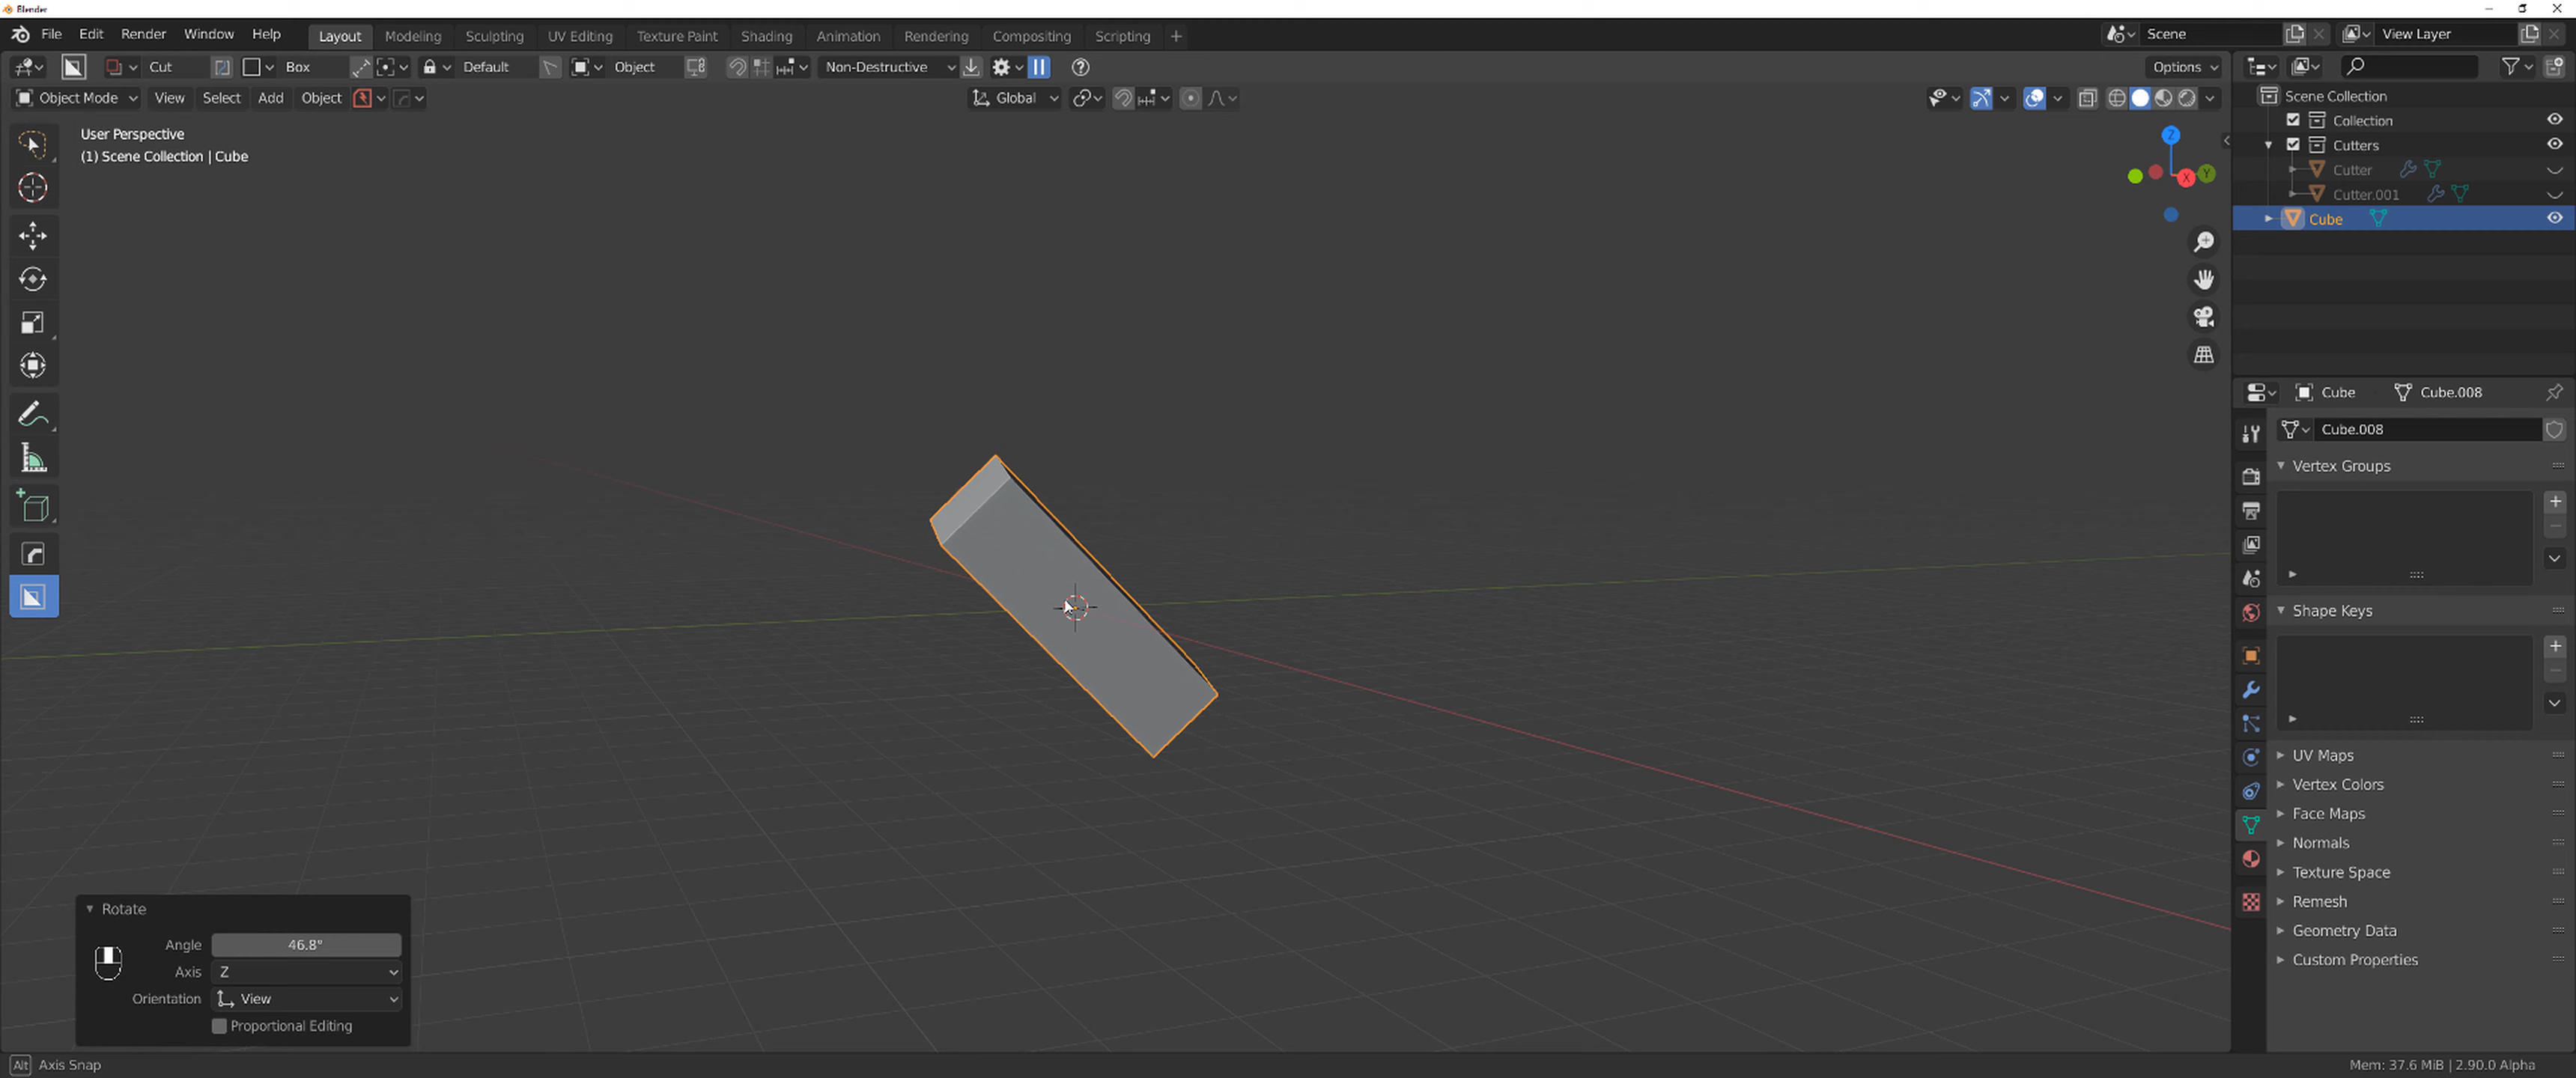 Blender
File Edit Render Window Help Layout Modeling Sculpting UV Editing Texture Paint Shading Animation Rendering Compositing Scripting + Scene View Layer
Cut Box Default Object Non-Destructive Options
Object Mode View Select Add Object Global
User Perspective
(1) Scene Collection | Cube
Z
X
Y
Scene Collection
Collection
Cutters
Cutter
Cutter.001
Cube
Cube Cube.008
Cube.008
Vertex Groups
Shape Keys
UV Maps
Vertex Colors
Face Maps
Normals
Texture Space
Remesh
Geometry Data
Custom Properties
Rotate
Angle 46.8°
Axis Z
Orientation View
Proportional Editing
Alt Axis Snap
Mem: 37.6 MiB | 2.90.0 Alpha